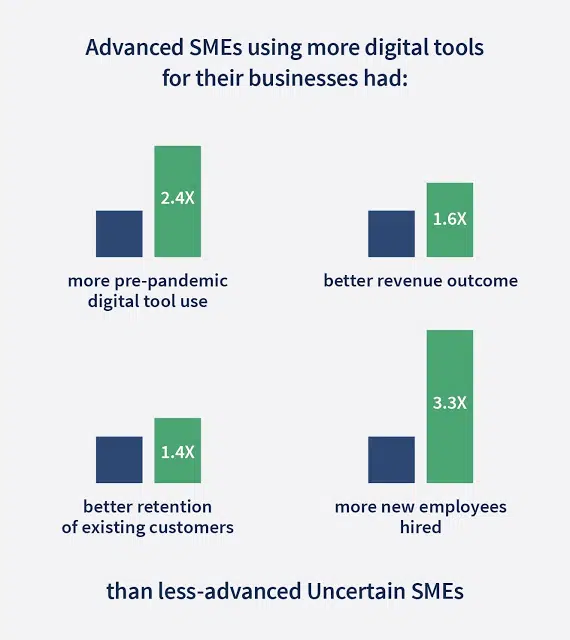 Advanced SMEs using more digital tools
for their businesses had:
2.4X
more pre-pandemic
digital tool use
1.6X
better revenue outcome
1.4X
better retention
of existing customers
3.3X
more new employees
hired
than less-advanced Uncertain SMEs